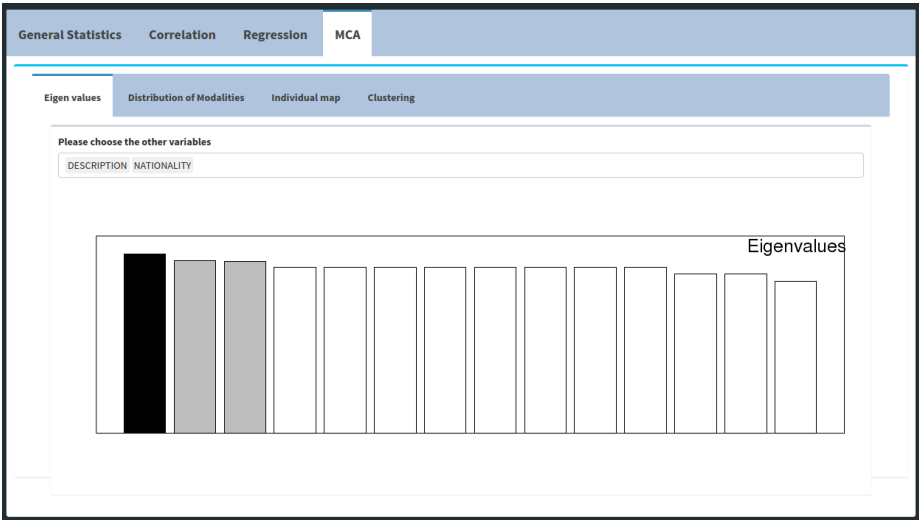 General Statistics Correlation Regression MCA
Eigen values Distribution of Modalities Individual map Clustering
Please choose the other variables
DESCRIPTION NATIONALITY
Eigenvalues